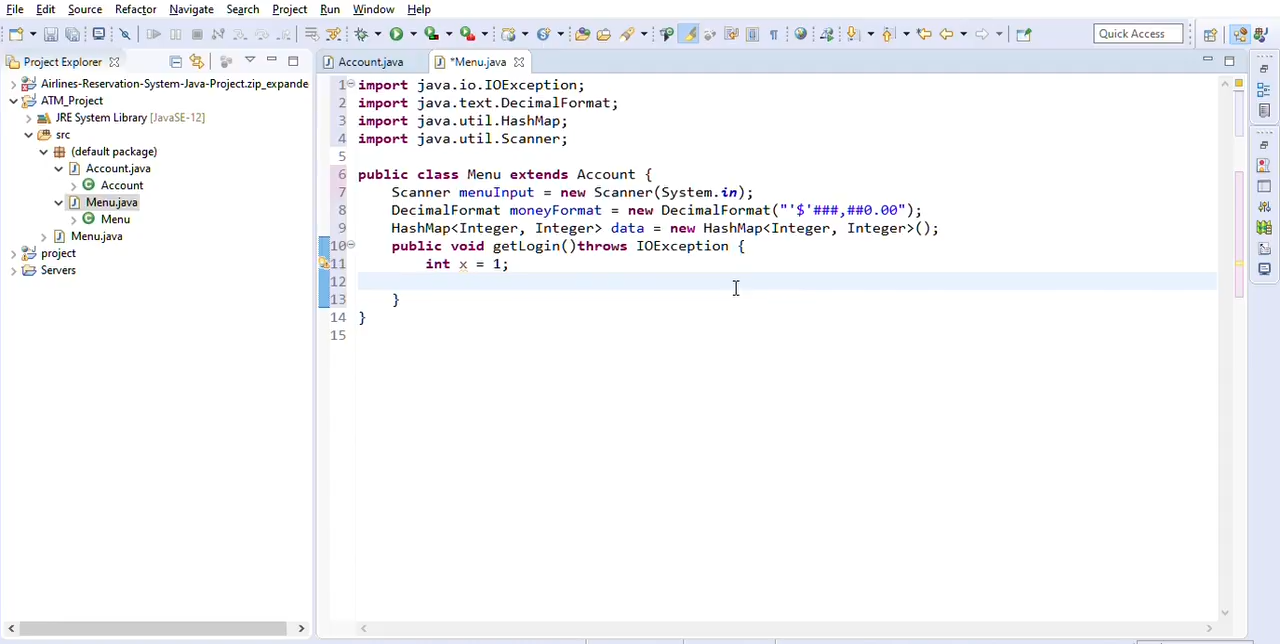 File Edit Source Refactor Navigate Search Project Run Window Help
Quick Access
Project Explorer
Account.java *Menu.java
Airlines-Reservation-System-Java-Project.zip_expande
ATM_Project
JRE System Library [JavaSE-12]
src
(default package)
Account.java
Account
Menu.java
Menu
Menu.java
project
Servers
1 import java.io.IOException;
2 import java.text.DecimalFormat;
3 import java.util.HashMap;
4 import java.util.Scanner;
5
6 public class Menu extends Account {
7 Scanner menuInput = new Scanner(System.in);
8 DecimalFormat moneyFormat = new DecimalFormat("'$'###,##0.00");
9 HashMap<Integer, Integer> data = new HashMap<Integer, Integer>();
10 public void getLogin()throws IOException {
11 int x = 1;
12
13 }
14 }
15